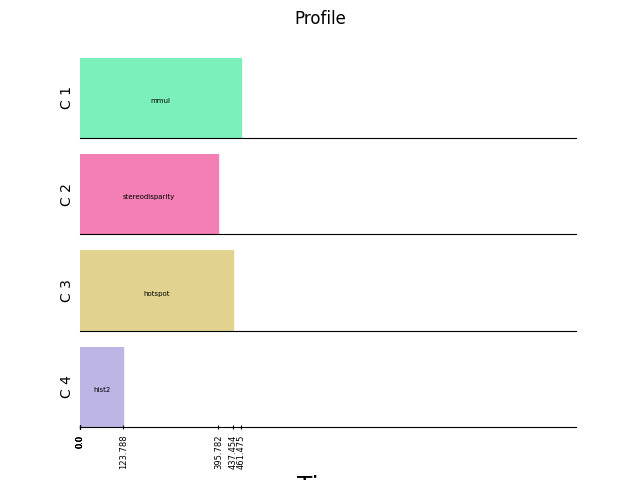 Profile
C 1
mmul
C 2
stereodisparity
C 3
hotspot
C 4
hist2
0.0
123.788
395.782
437.454
461.475